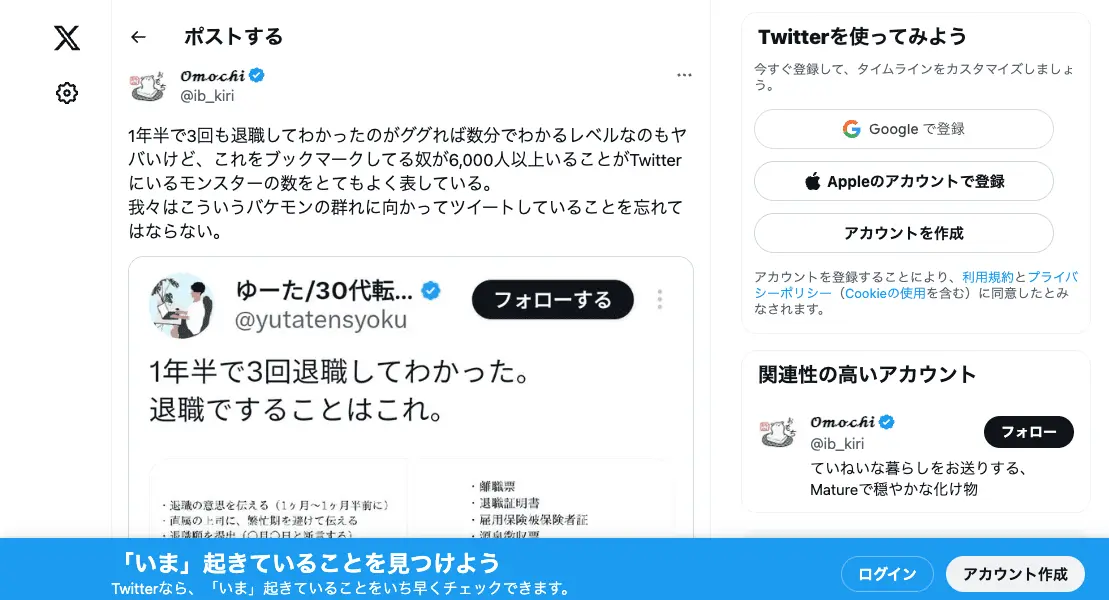 ポストする
Omochi
@ib_kiri
1年半で3回も退職してわかったのがググれば数分でわかるレベルなのもヤ
バいけど、これをブックマークしてる奴が6,000人以上いることがTwitter
にいるモンスターの数をとてもよく表している。
我々はこういうバケモンの群れに向かってツイートしていることを忘れて
はならない。
ゆーた/30代転...
フォローする
@yutatensyoku
1年半で3回退職してわかった。
退職ですることはこれ。
・退職の意思を伝える（1ヶ月〜1ヶ月半前に）
・直属の上司に、繁忙期を避けて伝える
・退職願を提出（〇月〇日と断言する）
・離職票
・退職証明書
・雇用保険被保険者証
・源泉徴収票
Twitterを使ってみよう
今すぐ登録して、タイムラインをカスタマイズしましょ
う。
Google で登録
Appleのアカウントで登録
アカウントを作成
アカウントを登録することにより、利用規約とプライバ
シーポリシー（Cookieの使用を含む）に同意したとみ
なされます。
関連性の高いアカウント
Omochi
@ib_kiri
フォロー
ていねいな暮らしをお送りする、
Matureで穏やかな化け物
「いま」起きていることを見つけよう
Twitterなら、「いま」起きていることをいち早くチェックできます。
ログイン
アカウント作成